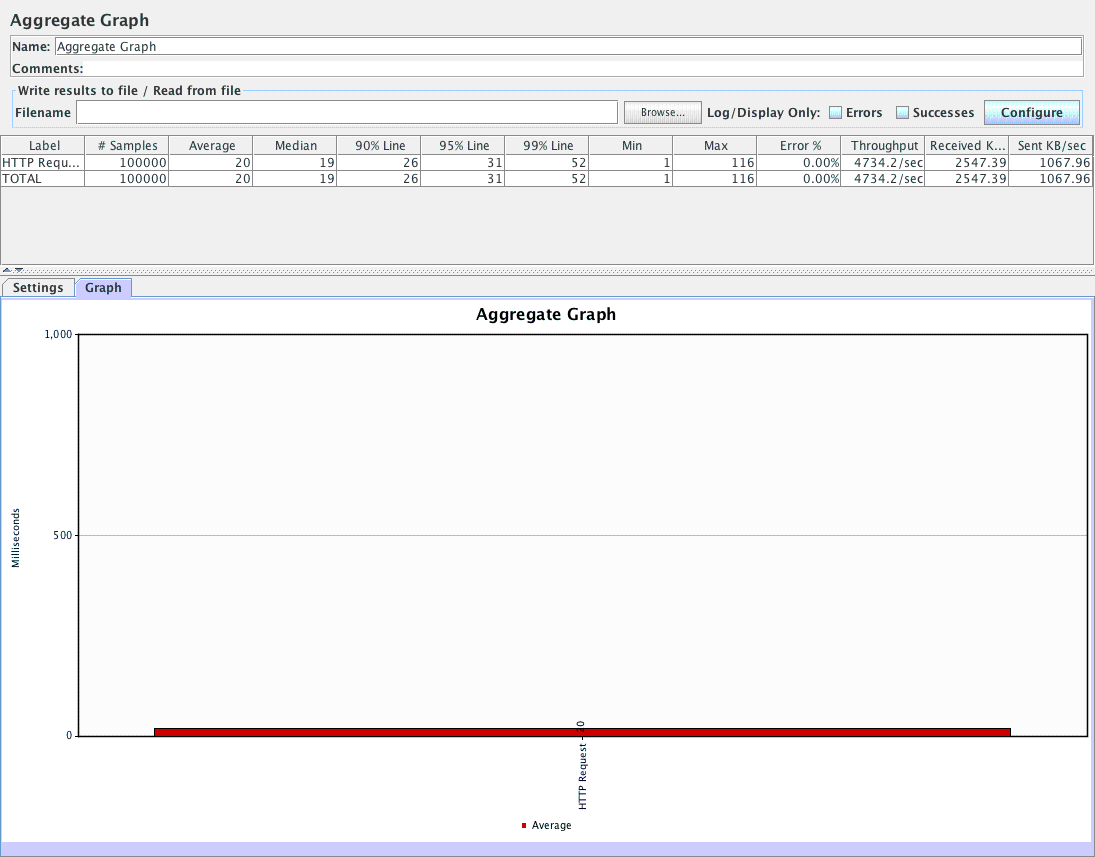 Aggregate Graph
Name: Aggregate Graph
Comments:
Write results to file / Read from file
Filename Browse... Log/Display Only: Errors Successes Configure
Label # Samples Average Median 90% Line 95% Line 99% Line Min Max Error % Throughput Received K... Sent KB/sec
HTTP Requ... 100000 20 19 26 31 52 1 116 0.00% 4734.2/sec 2547.39 1067.96
TOTAL 100000 20 19 26 31 52 1 116 0.00% 4734.2/sec 2547.39 1067.96
Settings Graph
Aggregate Graph
1,000
500
0
Milliseconds
20
HTTP Request
Average